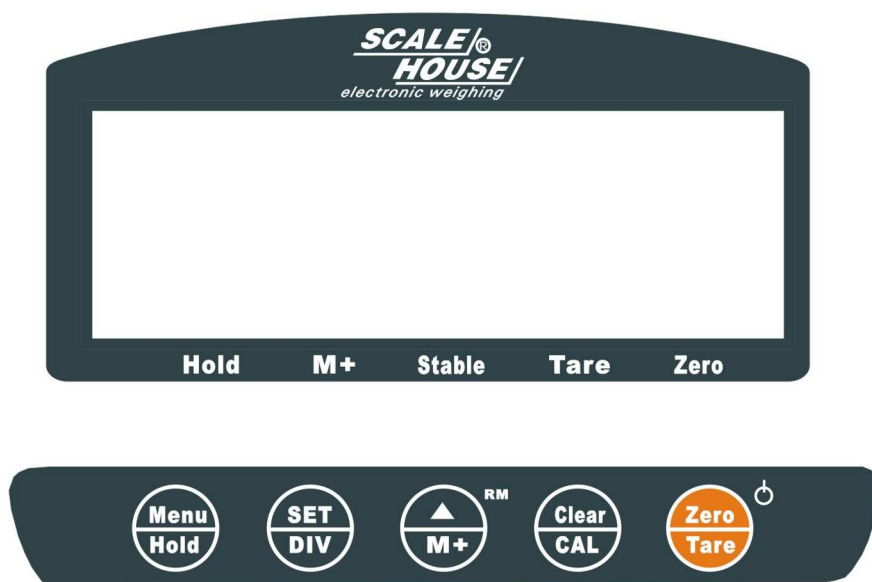 SCALE ®
HOUSE
electronic weighing
Hold M+ Stable Tare Zero
Menu SET RM Clear Zero
Hold DIV M+ CAL Tare